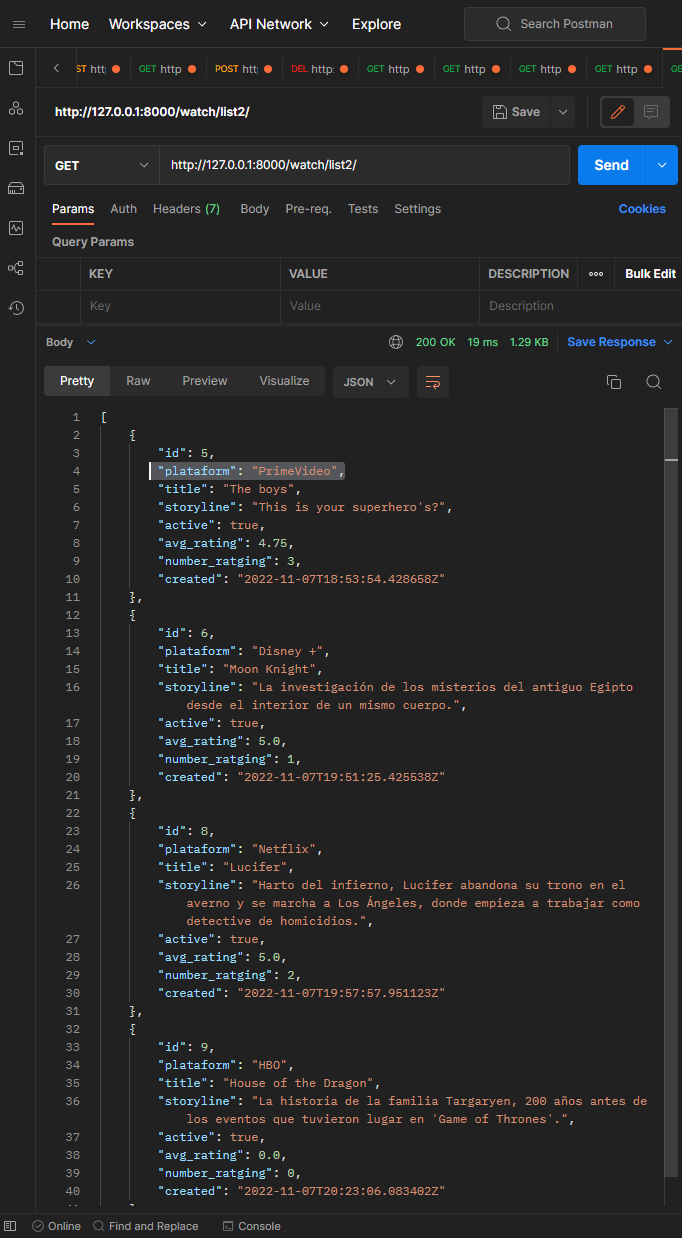 Home Workspaces API Network Explore Search Postman
ST htt POST htt GET http POST htt DEL http: GET http GET http GET http GET http GE
http://127.0.0.1:8000/watch/list2/ Save
GET http://127.0.0.1:8000/watch/list2/ Send
Params Auth Headers (7) Body Pre-req. Tests Settings Cookies
Query Params
KEY VALUE DESCRIPTION ooo Bulk Edit
Key Value Description
Body 200 OK 19 ms 1.29 KB Save Response
Pretty Raw Preview Visualize JSON
1 [
2 {
3 "id": 5,
4 "plataform": "PrimeVideo",
5 "title": "The boys",
6 "storyline": "This is your superhero's?",
7 "active": true,
8 "avg_rating": 4.75,
9 "number_ratging": 3,
10 "created": "2022-11-07T18:53:54.428658Z"
11 },
12 {
13 "id": 6,
14 "plataform": "Disney +",
15 "title": "Moon Knight",
16 "storyline": "La investigación de los misterios del antiguo Egipto
desde el interior de un mismo cuerpo.",
17 "active": true,
18 "avg_rating": 5.0,
19 "number_ratging": 1,
20 "created": "2022-11-07T19:51:25.425538Z"
21 },
22 {
23 "id": 8,
24 "plataform": "Netflix",
25 "title": "Lucifer",
26 "storyline": "Harto del infierno, Lucifer abandona su trono en el
averno y se marcha a Los Ángeles, donde empieza a trabajar como
detective de homicidios.",
27 "active": true,
28 "avg_rating": 5.0,
29 "number_ratging": 2,
30 "created": "2022-11-07T19:57:57.951123Z"
31 },
32 {
33 "id": 9,
34 "plataform": "HBO",
35 "title": "House of the Dragon",
36 "storyline": "La historia de la familia Targaryen, 200 años antes de
los eventos que tuvieron lugar en 'Game of Thrones'.",
37 "active": true,
38 "avg_rating": 0.0,
39 "number_ratging": 0,
40 "created": "2022-11-07T20:23:06.083402Z"
Online Find and Replace Console